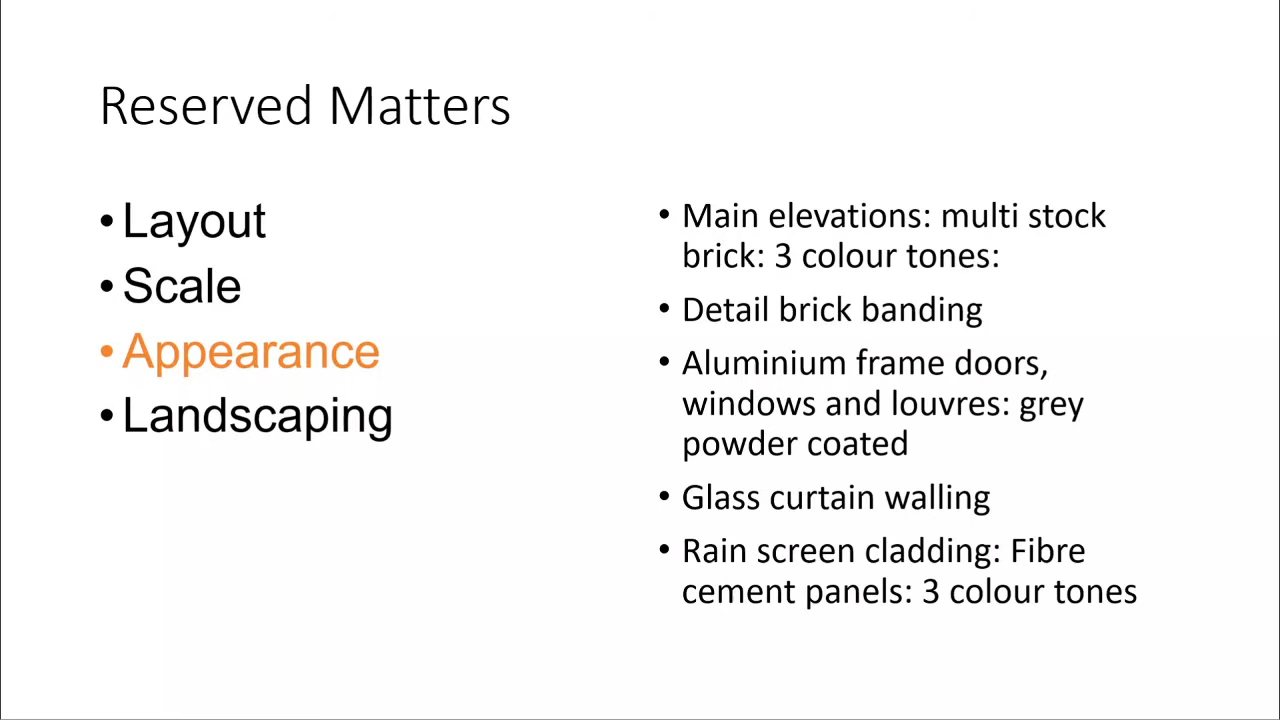 Reserved Matters
• Layout
• Scale
• Appearance
• Landscaping
• Main elevations: multi stock
brick: 3 colour tones:
• Detail brick banding
• Aluminium frame doors,
windows and louvres: grey
powder coated
• Glass curtain walling
• Rain screen cladding: Fibre
cement panels: 3 colour tones